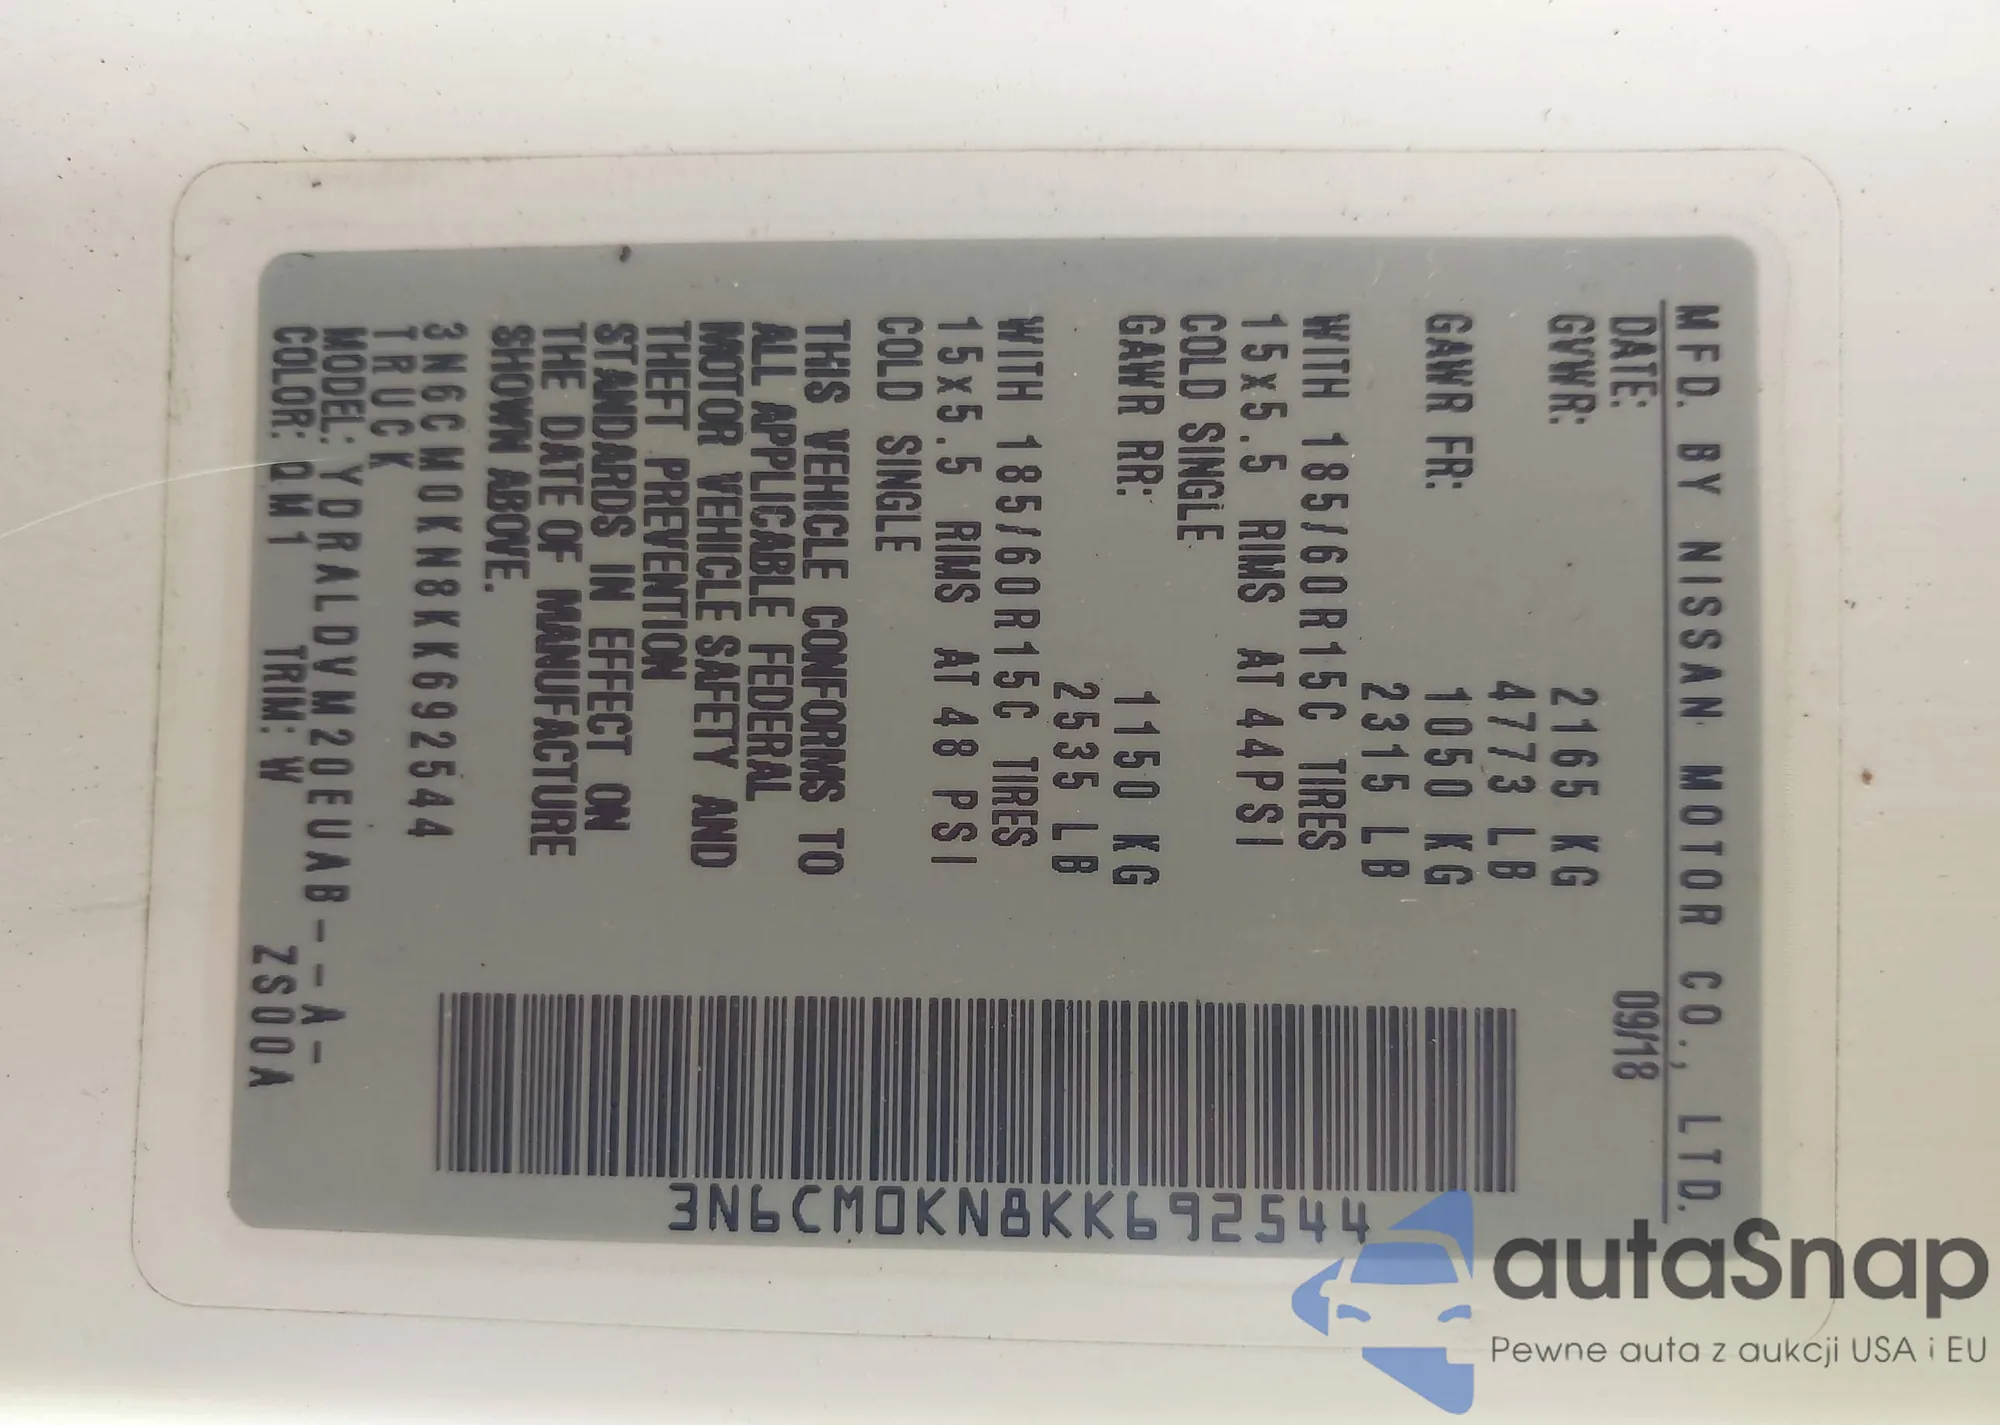 MFD. BY NISSAN MOTOR CO., LTD.
DATE: 09/18
GVWR: 2165 KG
4773 LB
GAWR FR: 1050 KG
2315 LB
WITH 185/60R15C TIRES
15x5.5 RIMS AT 44PSI
COLD SINGLE
GAWR RR: 1150 KG
2535 LB
WITH 185/60R15C TIRES
15x5.5 RIMS AT 48 PSI
COLD SINGLE
THIS VEHICLE CONFORMS TO
ALL APPLICABLE FEDERAL
MOTOR VEHICLE SAFETY AND
THEFT PREVENTION
STANDARDS IN EFFECT ON
THE DATE OF MANUFACTURE
SHOWN ABOVE.
3N6CM0KN8KK692544
TRUCK
MODEL: YDRALDVM20EUAB---A-
COLOR: QM1 TRIM: W ZS00A
3N6CM0KN8KK692544
autaSnap
Pewne auta z aukcji USA i EU